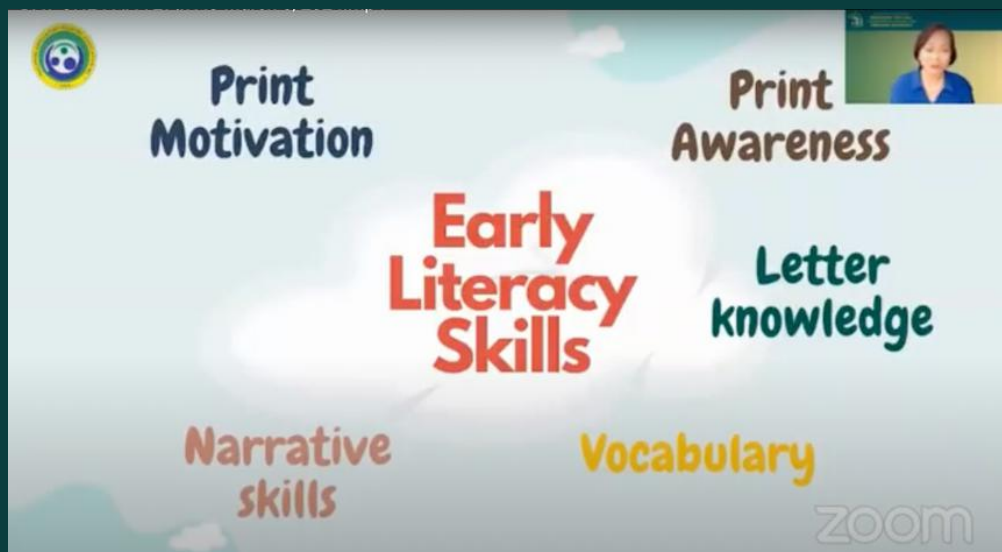 Print
Motivation
Print
Awareness
Early
Literacy
Skills
Letter
knowledge
Narrative
skills
Vocabulary
zoom